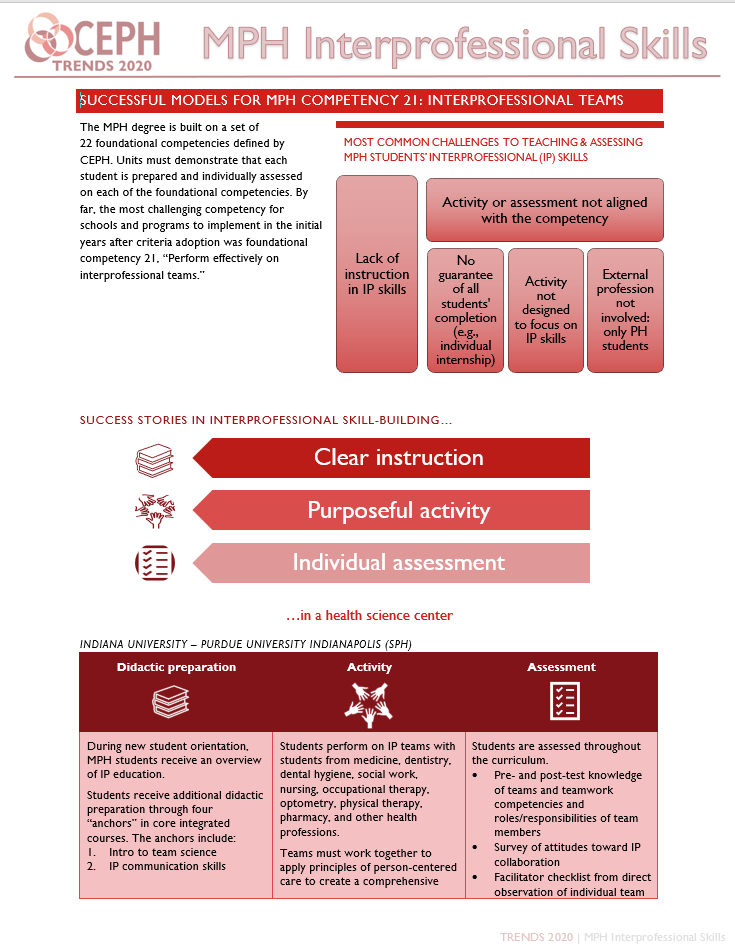 CEPH
TRENDS 2020
MPH Interprofessional Skills
SUCCESSFUL MODELS FOR MPH COMPETENCY 21: INTERPROFESSIONAL TEAMS
The MPH degree is built on a set of
22 foundational competencies defined by
CEPH. Units must demonstrate that each
student is prepared and individually assessed
on each of the foundational competencies. By
far, the most challenging competency for
schools and programs to implement in the initial
years after criteria adoption was foundational
competency 21, “Perform effectively on
interprofessional teams.”
MOST COMMON CHALLENGES TO TEACHING & ASSESSING
MPH STUDENTS’ INTERPROFESSIONAL (IP) SKILLS
Lack of
instruction
in IP skills
Activity or assessment not aligned
with the competency
No
guarantee
of all
students'
completion
(e.g.,
individual
internship)
Activity
not
designed
to focus on
IP skills
External
profession
not
involved:
only PH
students
SUCCESS STORIES IN INTERPROFESSIONAL SKILL-BUILDING…
Clear instruction
Purposeful activity
Individual assessment
…in a health science center
INDIANA UNIVERSITY – PURDUE UNIVERSITY INDIANAPOLIS (SPH)
Didactic preparation
During new student orientation,
MPH students receive an overview
of IP education.
Students receive additional didactic
preparation through four
“anchors” in core integrated
courses. The anchors include:
1. Intro to team science
2. IP communication skills
Activity
Students perform on IP teams with
students from medicine, dentistry,
dental hygiene, social work,
nursing, occupational therapy,
optometry, physical therapy,
pharmacy, and other health
professions.
Teams must work together to
apply principles of person-centered
care to create a comprehensive
Assessment
Students are assessed throughout
the curriculum.
• Pre- and post-test knowledge
of teams and teamwork
competencies and
roles/responsibilities of team
members
• Survey of attitudes toward IP
collaboration
• Facilitator checklist from direct
observation of individual team
TRENDS 2020 | MPH Interprofessional Skills